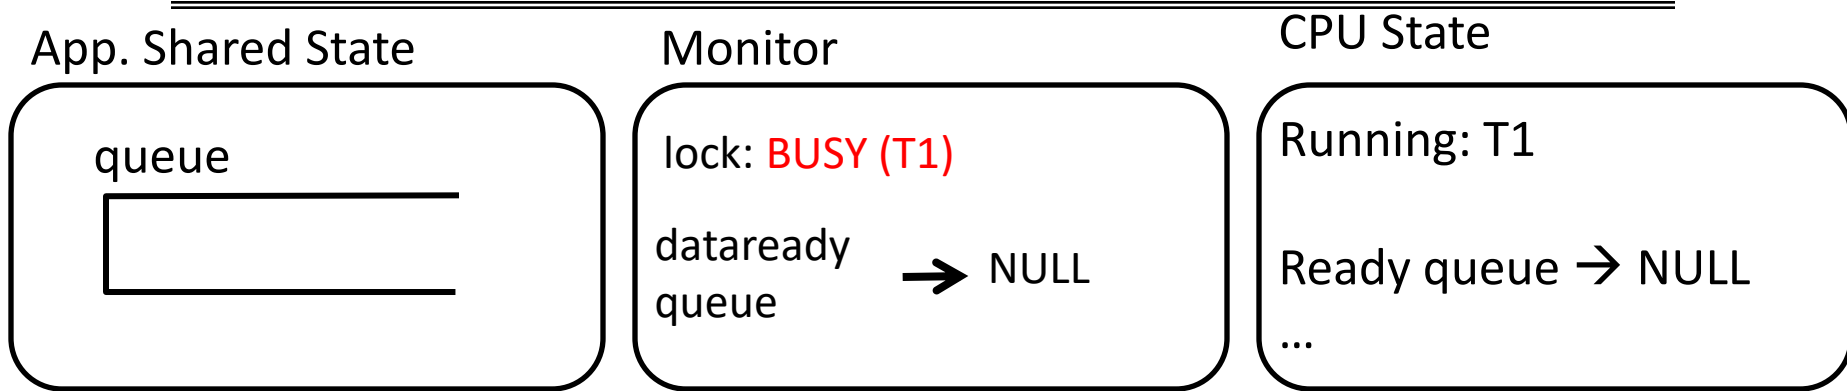 App. Shared State
queue
Monitor
lock: BUSY (T1)
dataready
queue
NULL
CPU State
Running: T1
Ready queue → NULL
...